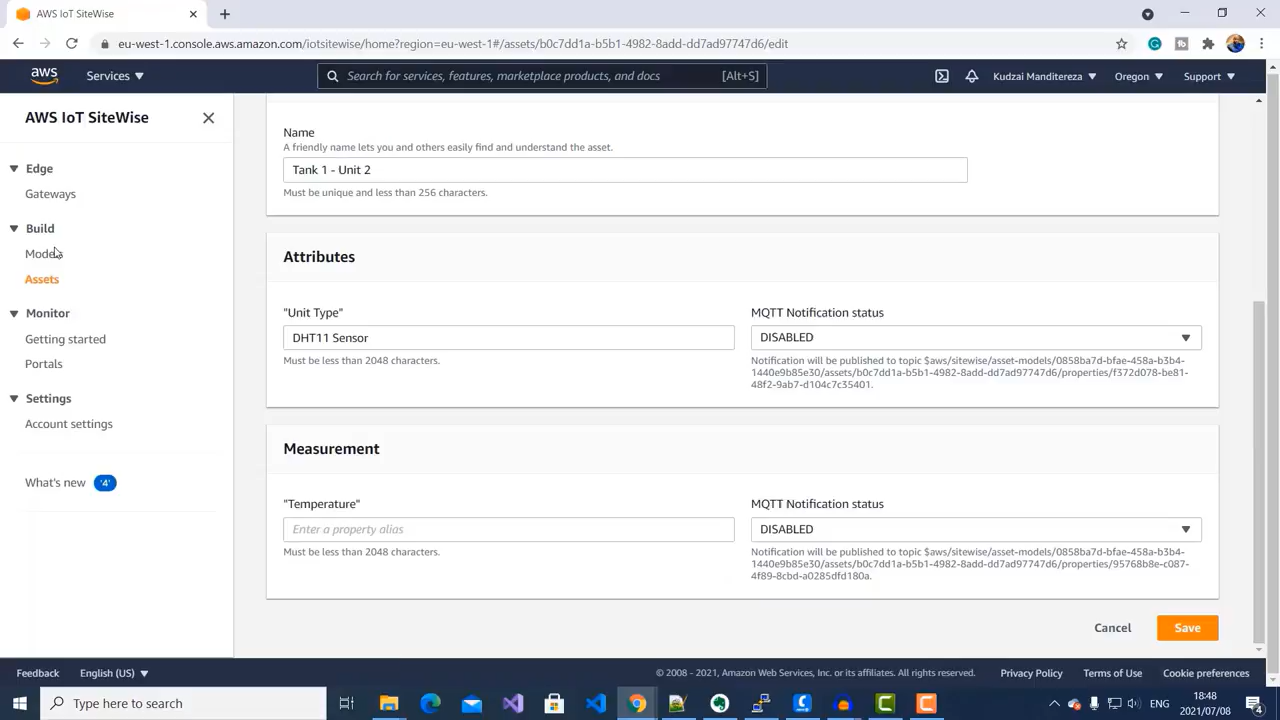 AWS IoT SiteWise
eu-west-1.console.aws.amazon.com/iotsitewise/home?region=eu-west-1#/assets/b0c7dd1a-b5b1-4982-8add-dd7ad97747d6/edit
aws
Services
Search for services, features, marketplace products, and docs
[Alt+S]
Kudzai Manditereza
Oregon
Support
AWS IoT SiteWise
Edge
Gateways
Build
Models
Assets
Monitor
Getting started
Portals
Settings
Account settings
What's new
'4'
Name
A friendly name lets you and others easily find and understand the asset.
Tank 1 - Unit 2
Must be unique and less than 256 characters.
Attributes
"Unit Type"
DHT11 Sensor
Must be less than 2048 characters.
MQTT Notification status
DISABLED
Notification will be published to topic $aws/sitewise/asset-models/0858ba7d-bfae-458a-b3b4-
1440e9b85e30/assets/b0c7dd1a-b5b1-4982-8add-dd7ad97747d6/properties/f372d078-be81-
48f2-9ab7-d104c7c35401.
Measurement
"Temperature"
Enter a property alias
Must be less than 2048 characters.
MQTT Notification status
DISABLED
Notification will be published to topic $aws/sitewise/asset-models/0858ba7d-bfae-458a-b3b4-
1440e9b85e30/assets/b0c7dd1a-b5b1-4982-8add-dd7ad97747d6/properties/95768b8e-c087-
4f89-8cbd-a0285dfd180a.
Cancel
Save
Feedback
English (US)
© 2008 - 2021, Amazon Web Services, Inc. or its affiliates. All rights reserved.
Privacy Policy
Terms of Use
Cookie preferences
Type here to search
ENG
18:48
2021/07/08
4